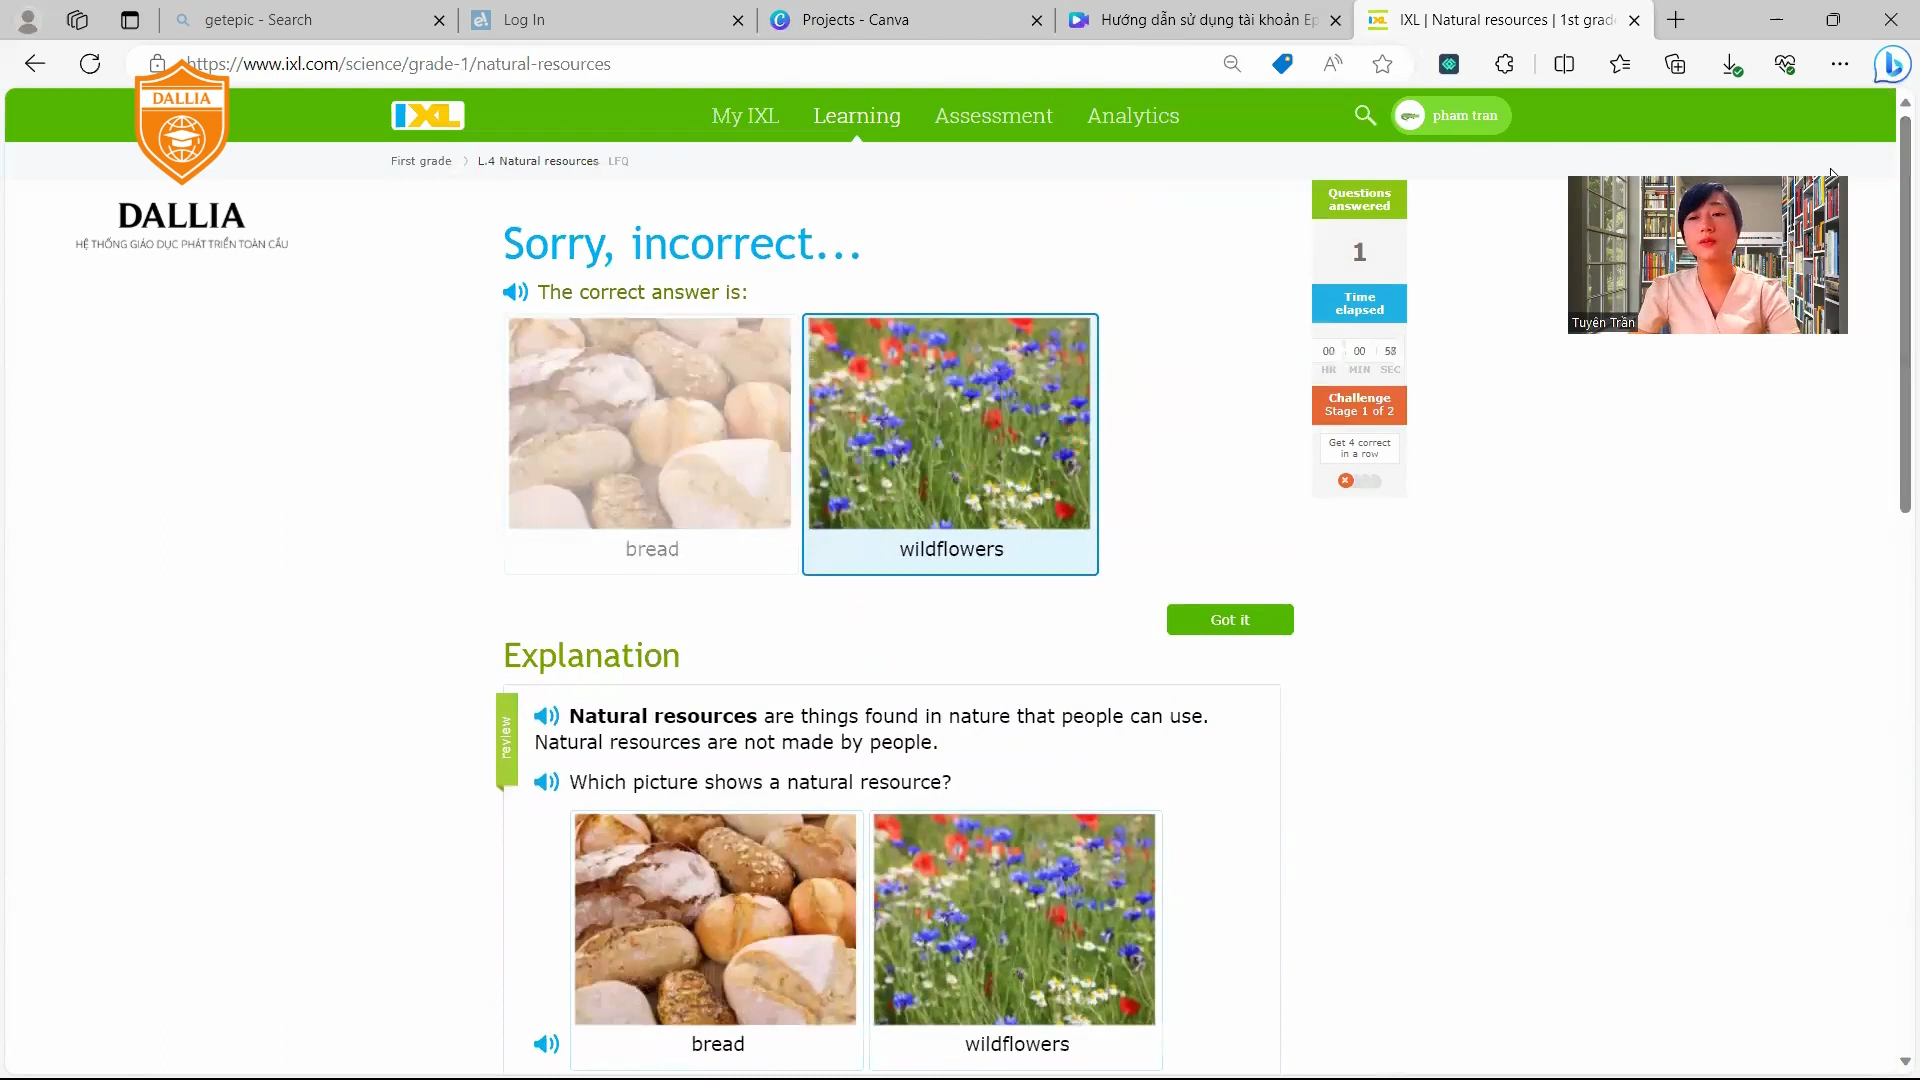 getepic - Search
Log In
Projects - Canva
Hướng dẫn sử dụng tài khoản Ep
IXL | Natural resources | 1st grad
https://www.ixl.com/science/grade-1/natural-resources
DALLIA
IXL
My IXL
Learning
Assessment
Analytics
pham tran
First grade
L.4 Natural resources
LFQ
DALLIA
HỆ THỐNG GIÁO DỤC PHÁT TRIỂN TOÀN CẦU
Questions
answered
1
Time
elapsed
00 00 58
HR MIN SEC
Challenge
Stage 1 of 2
Get 4 correct
in a row
Tuyên Trần
Sorry, incorrect...
The correct answer is:
bread
wildflowers
Got it
Explanation
review
Natural resources are things found in nature that people can use.
Natural resources are not made by people.
Which picture shows a natural resource?
bread
wildflowers